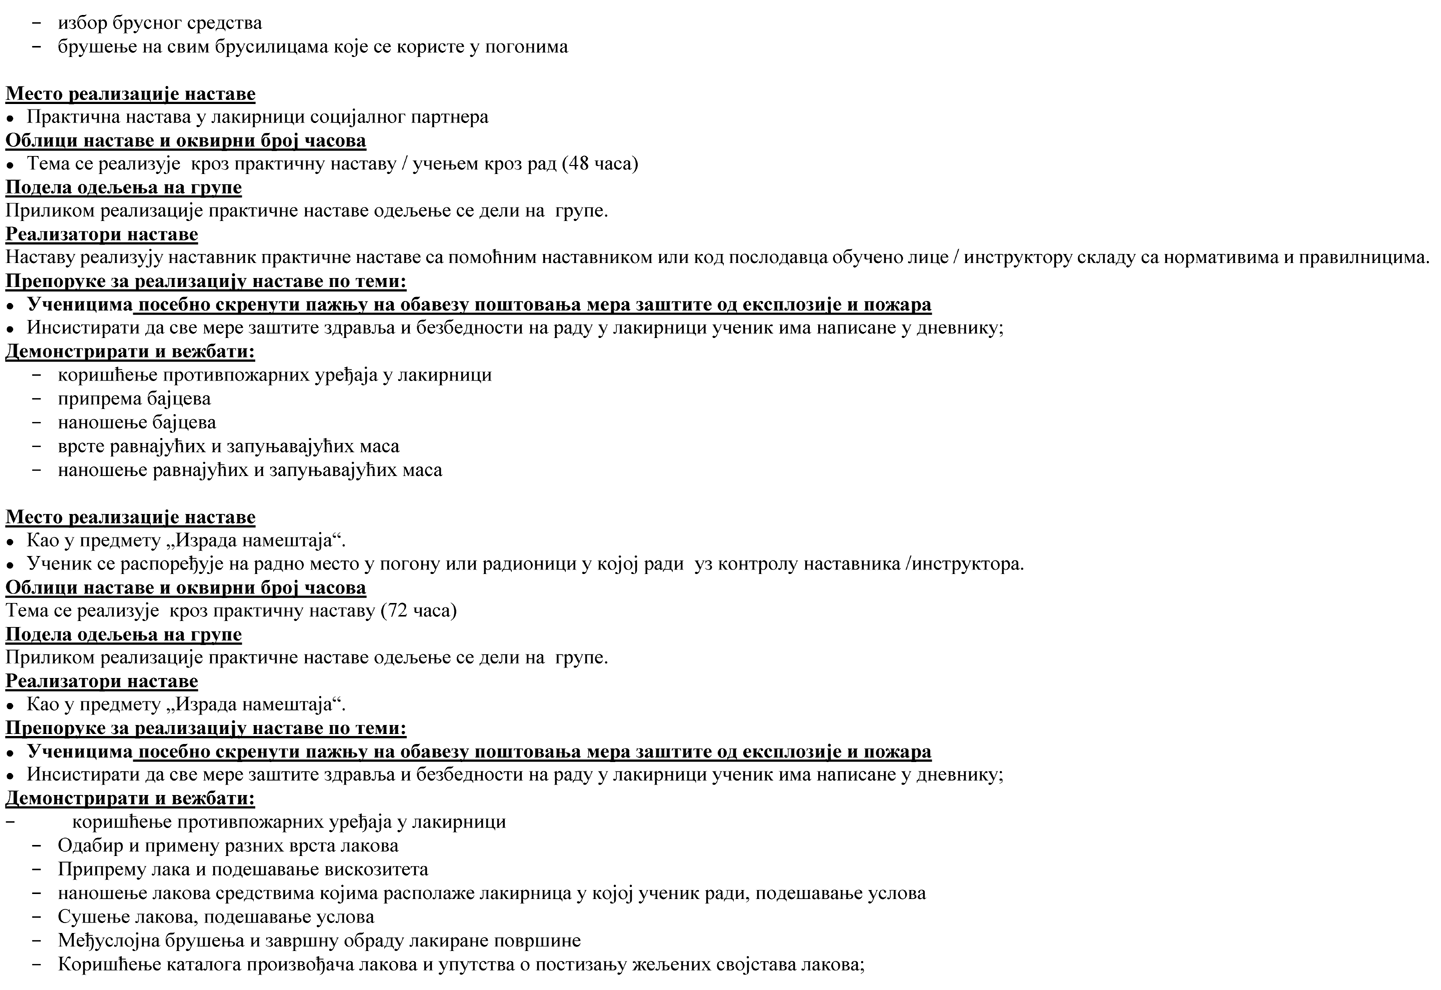 − избор брусног средства
− брушење на свим брусилицама које се користе у погонима
Место реализације наставе
● Практична настава у лакирници социјалног партнера
Облици наставе и оквирни број часова
● Тема се реализује  кроз практичну наставу / учењем кроз рад (48 часа)
Подела одељења на групе
Приликом реализације практичне наставе одељење се дели на  групе.
Реализатори наставе
Наставу реализују наставник практичне наставе са помоћним наставником или код послодавца обучено лице / инструктору складу са нормативима и правилницима.
Препоруке за реализацију наставе по теми:
● Ученицима посебно скренути пажњу на обавезу поштовања мера заштите од експлозије и пожара
● Инсистирати да све мере заштите здравља и безбедности на раду у лакирници ученик има написане у дневнику;
Демонстрирати и вежбати:
− коришћење противпожарних уређаја у лакирници
− припрема бајцева
− наношење бајцева
− врсте равнајућих и запуњавајућих маса
− наношење равнајућих и запуњавајућих маса
Место реализације наставе
● Као у предмету „Израда намештаја“.
● Ученик се распоређује на радно место у погону или радионици у којој ради  уз контролу наставника /инструктора.
Облици наставе и оквирни број часова
Тема се реализује  кроз практичну наставу (72 часа)
Подела одељења на групе
Приликом реализације практичне наставе одељење се дели на  групе.
Реализатори наставе
● Као у предмету „Израда намештаја“.
Препоруке за реализацију наставе по теми:
● Ученицима посебно скренути пажњу на обавезу поштовања мера заштите од експлозије и пожара
● Инсистирати да све мере заштите здравља и безбедности на раду у лакирници ученик има написане у дневнику;
Демонстрирати и вежбати:
− коришћење противпожарних уређаја у лакирници
− Одабир и примену разних врста лакова
− Припрему лака и подешавање вискозитета
− наношење лакова средствима којима располаже лакирница у којој ученик ради, подешавање услова
− Сушење лакова, подешавање услова
− Међуслојна брушења и завршну обраду лакиране површине
− Коришћење каталога произвођача лакова и упутства о постизању жељених својстава лакова;